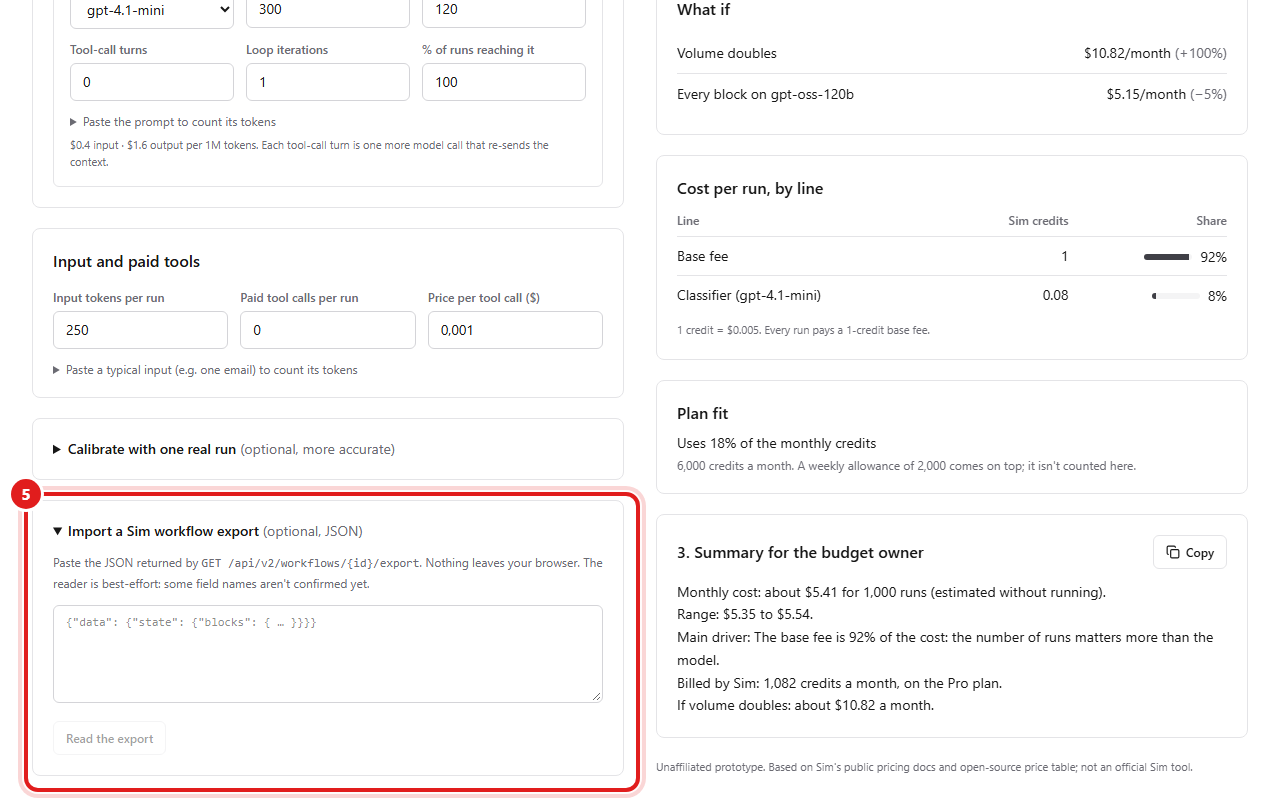 gpt-4.1-mini
300
120
Tool-call turns
Loop iterations
% of runs reaching it
0
1
100
Paste the prompt to count its tokens
$0.4 input · $1.6 output per 1M tokens. Each tool-call turn is one more model call that re-sends the
context.
Input and paid tools
Input tokens per run
Paid tool calls per run
Price per tool call ($)
250
0
0,001
Paste a typical input (e.g. one email) to count its tokens
Calibrate with one real run (optional, more accurate)
5
Import a Sim workflow export (optional, JSON)
Paste the JSON returned by GET /api/v2/workflows/{id}/export. Nothing leaves your browser. The
reader is best-effort: some field names aren't confirmed yet.
{"data": {"state": {"blocks": { … }}}}
Read the export
What if
Volume doubles
$10.82/month (+100%)
Every block on gpt-oss-120b
$5.15/month (−5%)
Cost per run, by line
Line
Sim credits
Share
Base fee
1
92%
Classifier (gpt-4.1-mini)
0.08
8%
1 credit = $0.005. Every run pays a 1-credit base fee.
Plan fit
Uses 18% of the monthly credits
6,000 credits a month. A weekly allowance of 2,000 comes on top; it isn't counted here.
3. Summary for the budget owner
Copy
Monthly cost: about $5.41 for 1,000 runs (estimated without running).
Range: $5.35 to $5.54.
Main driver: The base fee is 92% of the cost: the number of runs matters more than the
model.
Billed by Sim: 1,082 credits a month, on the Pro plan.
If volume doubles: about $10.82 a month.
Unaffiliated prototype. Based on Sim's public pricing docs and open-source price table; not an official Sim tool.